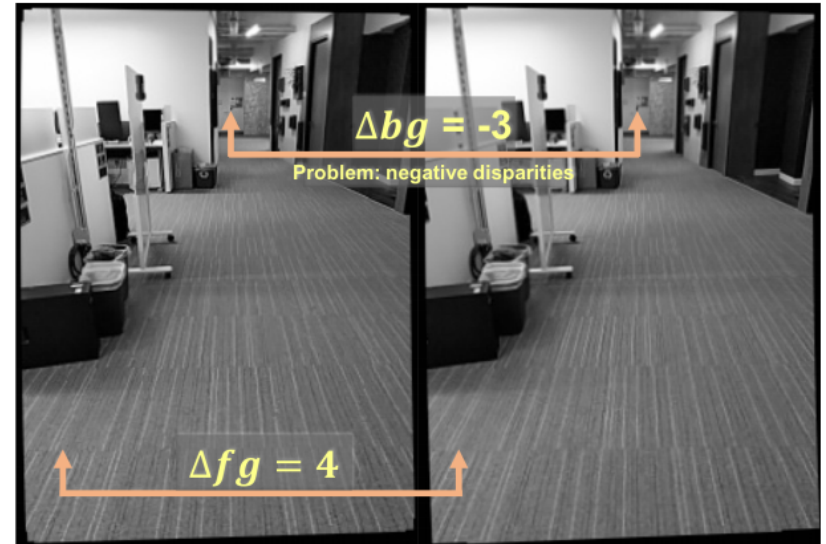 Δbg = -3
Problem: negative disparities
Δfg = 4